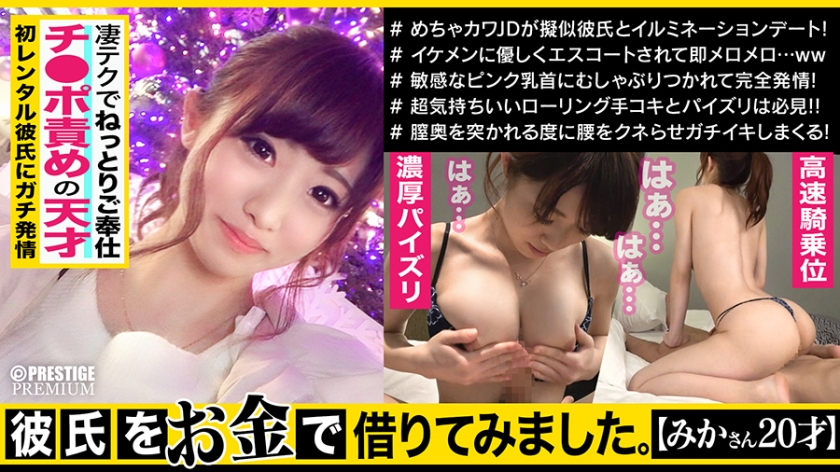 凄テクでねっとりご奉仕
チ●ポ責めの天才
初レンタル彼氏にガチ発情
# めちゃカワJDが擬似彼氏とイルミネーションデート!
# イケメンに優しくエスコートされて即メロメロ…ww
# 敏感なピンク乳首にむしゃぶりつかれて完全発情!
# 超気持ちいいローリング手コキとパイズリは必見!!
# 膣奥を突かれる度に腰をクネらせガチイキしまくる!
濃厚パイズリ
はぁ…
はぁ…
はぁ…
高速騎乗位
PRESTIGE
PREMIUM
彼氏をお金で借りてみました。【みかさん20才】